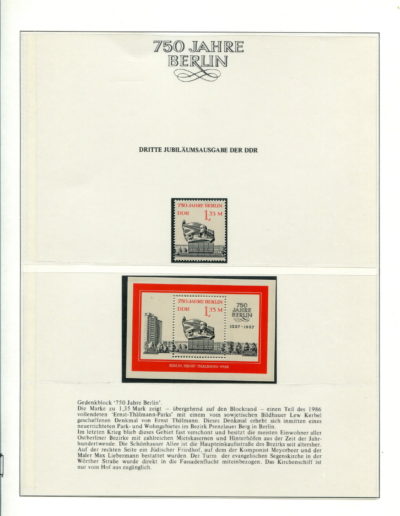 750 JAHRE
BERLIN
DRITTE JUBILÄUMSAUSGABE DER DDR
750 JAHRE BERLIN
DDR 1,35 M
750 JAHRE BERLIN
DDR 1,35 M
750
JAHRE
BERLIN
1237-1987
Gedenkblock '750 Jahre Berlin'.
Die Marke zu 1,35 Mark zeigt – übergehend auf den Blockrand – einen Teil des 1986
vollendeten 'Ernst-Thälmann-Parks' mit einem vom sowjetischen Bildhauer Lew Kerbel
geschaffenen Denkmal von Ernst Thälmann. Dieses Denkmal erhebt sich inmitten eines
neuerrichteten Park- und Wohngebietes im Bezirk Prenzlauer Berg in Berlin.
Im letzten Krieg blieb dieses Gebiet fast verschont und besitzt die meisten Einwohner aller
Ostberliner Bezirke mit zahlreichen Mietskasernen und Hinterhöfen aus der Zeit der Jahr-
hundertwende. Die Schönhauser Allee ist die Haupteinkaufsstraße des Bezirks seit altersher.
Auf der rechten Seite ein Jüdischer Friedhof, auf dem Komponist Meyerbeer und der
Maler Max Liebermann bestattet wurden. Der Turm der evangelischen Segenskirche in der
Wörther Straße wurde direkt in die Fassadenflucht miteinbezogen. Das Kirchenschiff ist
nur vom Hof aus zugänglich.